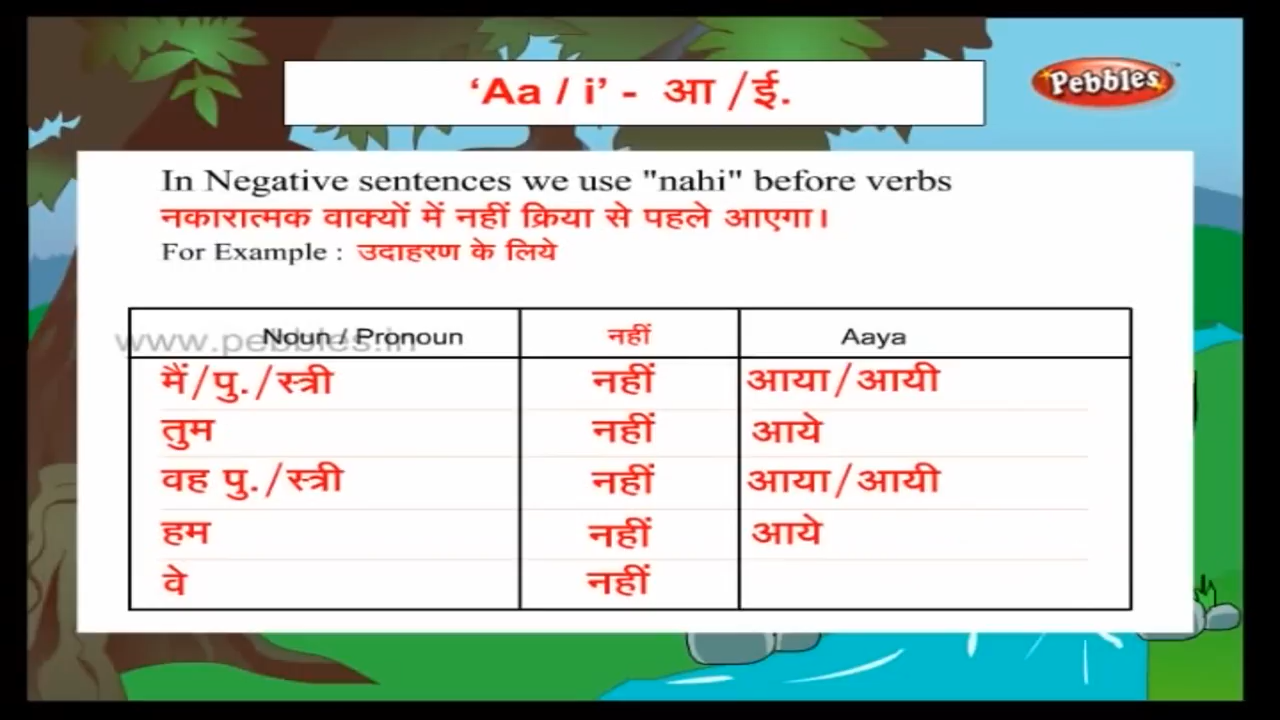 ‘Aa / i’ - आ /ई.
Pebbles
In Negative sentences we use "nahi" before verbs
नकारात्मक वाक्यों में नहीं क्रिया से पहले आएगा।
For Example : उदाहरण के लिये
www.pebbles.in
Noun / Pronoun नहीं Aaya
मैं/पु./स्त्री नहीं आया/आयी
तुम नहीं आये
वह पु./स्त्री नहीं आया/आयी
हम नहीं आये
वे नहीं